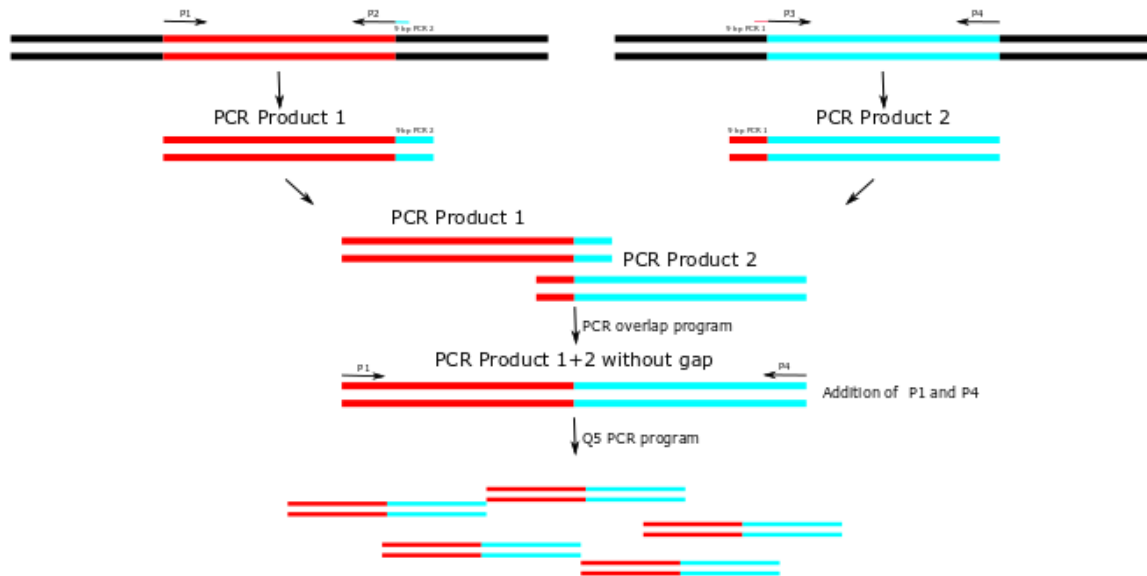 P1 P2 P3 P4
9 bp PCR 2 9 bp PCR 1
PCR Product 1 PCR Product 2
9 bp PCR 2 9 bp PCR 1
PCR Product 1
PCR Product 2
PCR overlap program
PCR Product 1+2 without gap
P1 P4
Addition of P1 and P4
Q5 PCR program